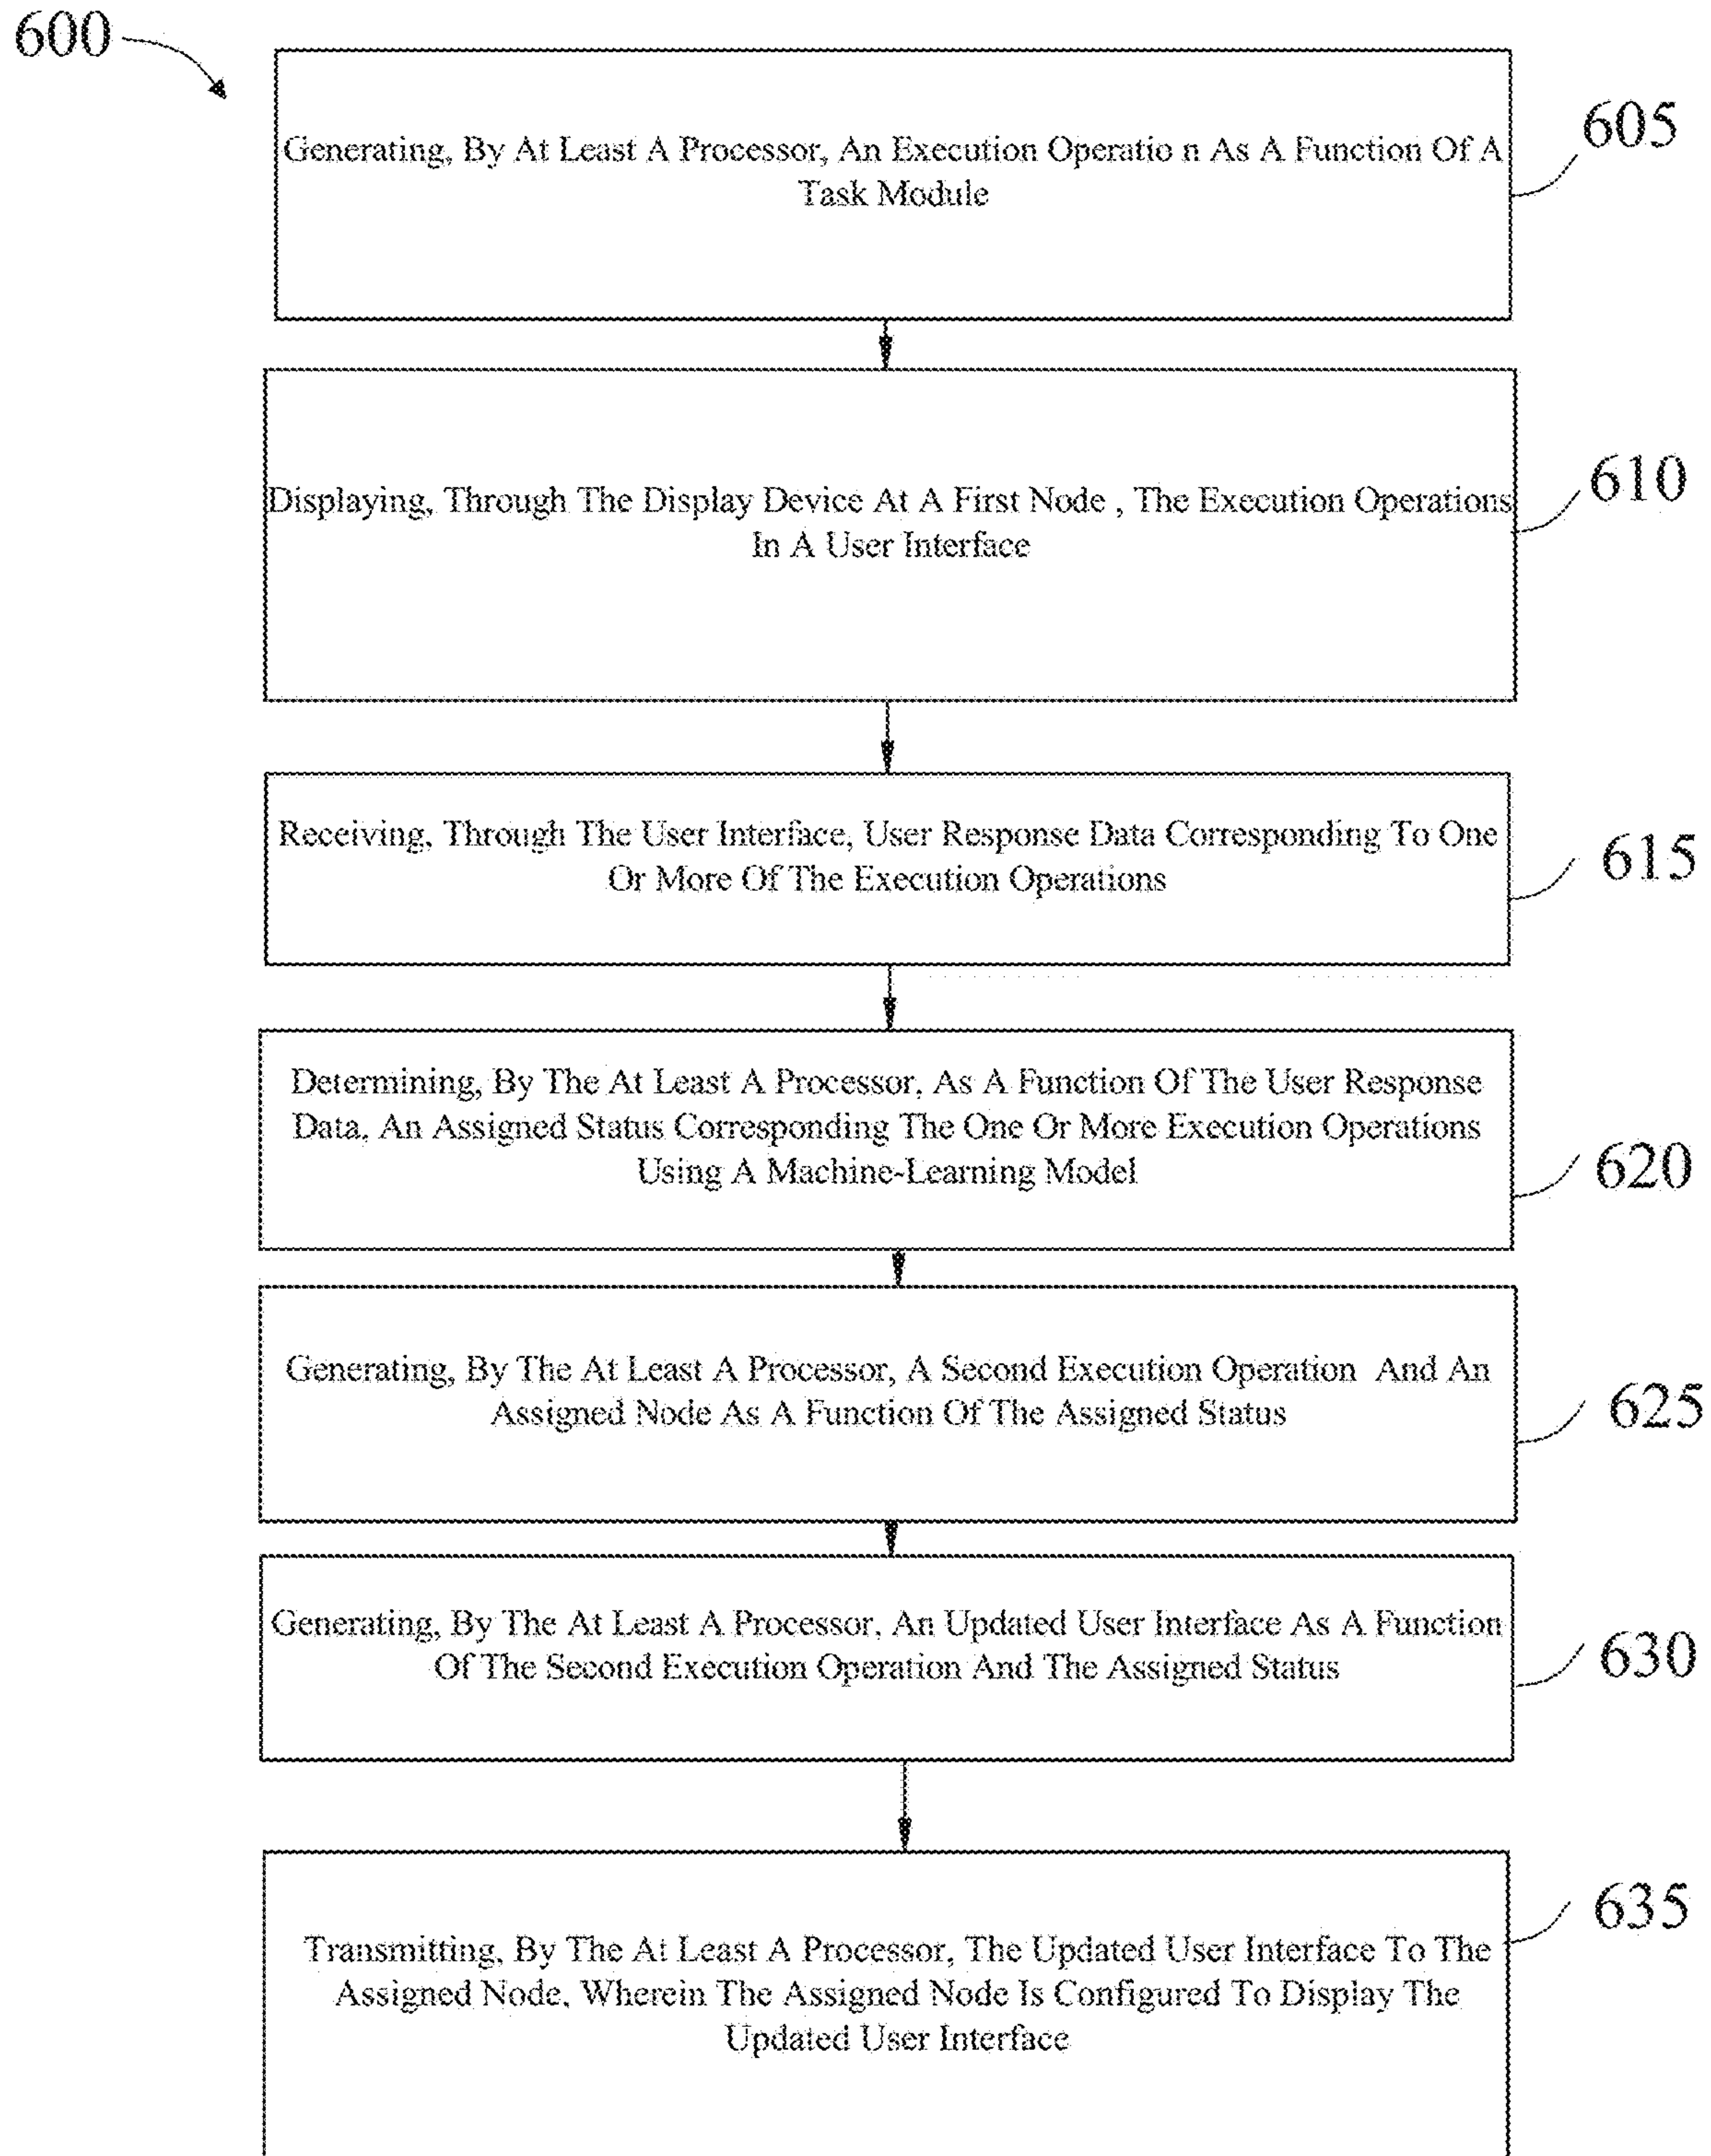 600
Generating, By At Least A Processor, An Execution Operatio n As A Function Of A
Task Module
605
Displaying, Through The Display Device At A First Node , The Execution Operations
In A User Interface
610
Receiving, Through The User Interface, User Response Data Corresponding To One
Or More Of The Execution Operations
615
Determining, By The At Least A Processor, As A Function Of The User Response
Data, An Assigned Status Corresponding The One Or More Execution Operations
Using A Machine-Learning Model
620
Generating, By The At Least A Processor, A Second Execution Operation And An
Assigned Node As A Function Of The Assigned Status
625
Generating, By The At Least A Processor, An Updated User Interface As A Function
Of The Second Execution Operation And The Assigned Status
630
Transmitting, By The At Least A Processor, The Updated User Interface To The
Assigned Node, Wherein The Assigned Node Is Configured To Display The
Updated User Interface
635